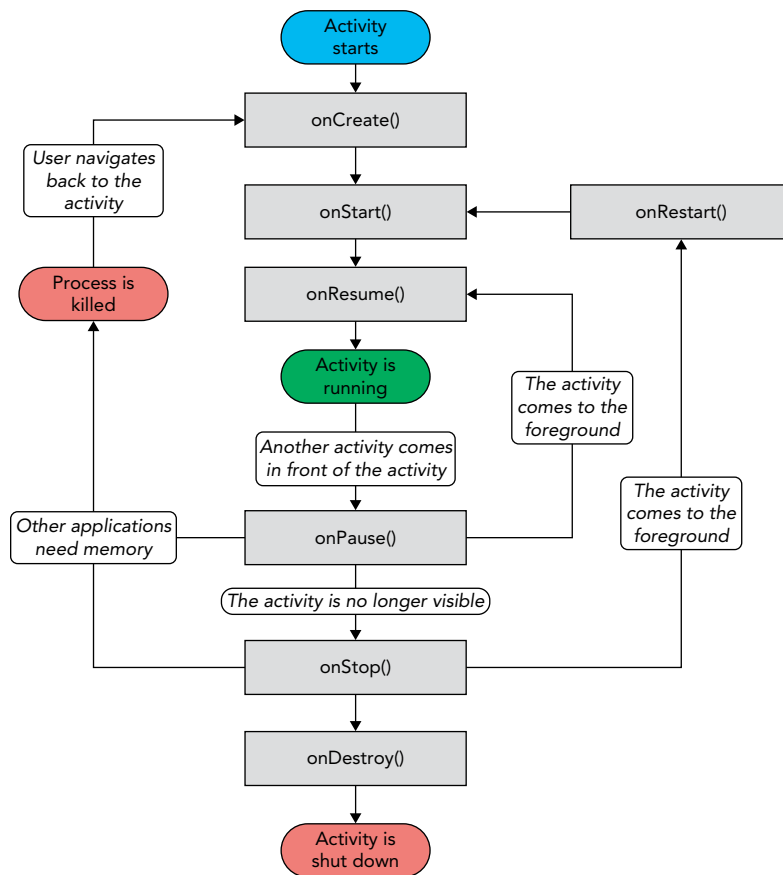 Activity
starts
onCreate()
User navigates
back to the
activity
onStart()
onRestart()
Process is
killed
onResume()
Activity is
running
The activity
comes to the
foreground
Another activity comes
in front of the activity
The activity
comes to the
foreground
Other applications
need memory
onPause()
The activity is no longer visible
onStop()
onDestroy()
Activity is
shut down